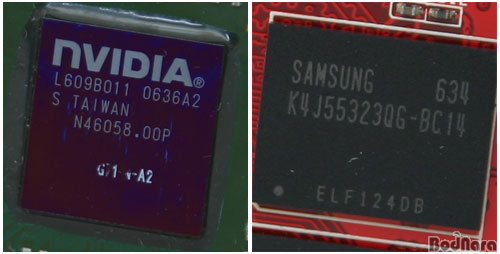 NVIDIA®
L609B011 0636A2
S TAIWAN
N46058.00P
SAMSUNG 634
K4J55323QG-BC14
ELF124DB
BodNara